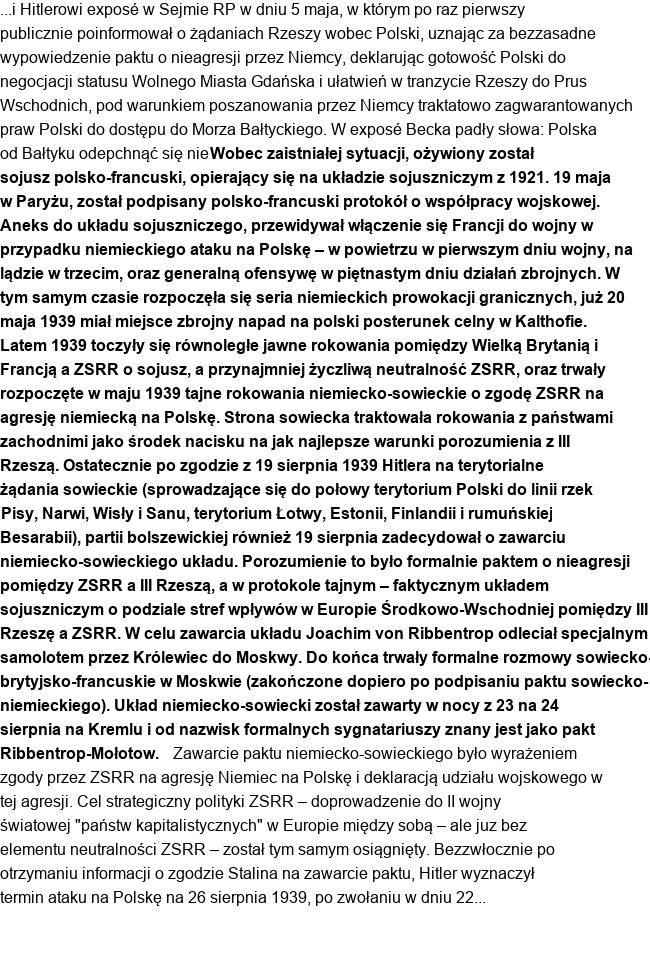 ...i Hitlerowi exposé w Sejmie RP w dniu 5 maja, w którym po raz pierwszy
publicznie poinformował o żądaniach Rzeszy wobec Polski, uznając za bezzasadne
wypowiedzenie paktu o nieagresji przez Niemcy, deklarując gotowość Polski do
negocjacji statusu Wolnego Miasta Gdańska i ułatwień w tranzycie Rzeszy do Prus
Wschodnich, pod warunkiem poszanowania przez Niemcy traktatowo zagwarantowanych
praw Polski do dostępu do Morza Bałtyckiego. W exposé Becka padły słowa: Polska
od Bałtyku odepchnąć się nieWobec zaistniałej sytuacji, ożywiony został
sojusz polsko-francuski, opierający się na układzie sojuszniczym z 1921. 19 maja
w Paryżu, został podpisany polsko-francuski protokół o współpracy wojskowej.
Aneks do układu sojuszniczego, przewidywał włączenie się Francji do wojny w
przypadku niemieckiego ataku na Polskę – w powietrzu w pierwszym dniu wojny, na
lądzie w trzecim, oraz generalną ofensywę w piętnastym dniu działań zbrojnych. W
tym samym czasie rozpoczęła się seria niemieckich prowokacji granicznych, już 20
maja 1939 miał miejsce zbrojny napad na polski posterunek celny w Kalthofie.
Latem 1939 toczyły się równoległe jawne rokowania pomiędzy Wielką Brytanią i
Francją a ZSRR o sojusz, a przynajmniej życzliwą neutralność ZSRR, oraz trwały
rozpoczęte w maju 1939 tajne rokowania niemiecko-sowieckie o zgodę ZSRR na
agresję niemiecką na Polskę. Strona sowiecka traktowała rokowania z państwami
zachodnimi jako środek nacisku na jak najlepsze warunki porozumienia z III
Rzeszą. Ostatecznie po zgodzie z 19 sierpnia 1939 Hitlera na terytorialne
żądania sowieckie (sprowadzające się do połowy terytorium Polski do linii rzek
Pisy, Narwi, Wisły i Sanu, terytorium Łotwy, Estonii, Finlandii i rumuńskiej
Besarabii), partii bolszewickiej również 19 sierpnia zadecydował o zawarciu
niemiecko-sowieckiego układu. Porozumienie to było formalnie paktem o nieagresji
pomiędzy ZSRR a III Rzeszą, a w protokole tajnym – faktycznym układem
sojuszniczym o podziale stref wpływów w Europie Środkowo-Wschodniej pomiędzy III
Rzeszę a ZSRR. W celu zawarcia układu Joachim von Ribbentrop odleciał specjalnym
samolotem przez Królewiec do Moskwy. Do końca trwały formalne rozmowy sowiecko-
brytyjsko-francuskie w Moskwie (zakończone dopiero po podpisaniu paktu sowiecko-
niemieckiego). Układ niemiecko-sowiecki został zawarty w nocy z 23 na 24
sierpnia na Kremlu i od nazwisk formalnych sygnatariuszy znany jest jako pakt
Ribbentrop-Mołotow. Zawarcie paktu niemiecko-sowieckiego było wyrażeniem
zgody przez ZSRR na agresję Niemiec na Polskę i deklaracją udziału wojskowego w
tej agresji. Cel strategiczny polityki ZSRR – doprowadzenie do II wojny
światowej "państw kapitalistycznych" w Europie między sobą – ale juz bez
elementu neutralności ZSRR – został tym samym osiągnięty. Bezzwłocznie po
otrzymaniu informacji o zgodzie Stalina na zawarcie paktu, Hitler wyznaczył
termin ataku na Polskę na 26 sierpnia 1939, po zwołaniu w dniu 22...